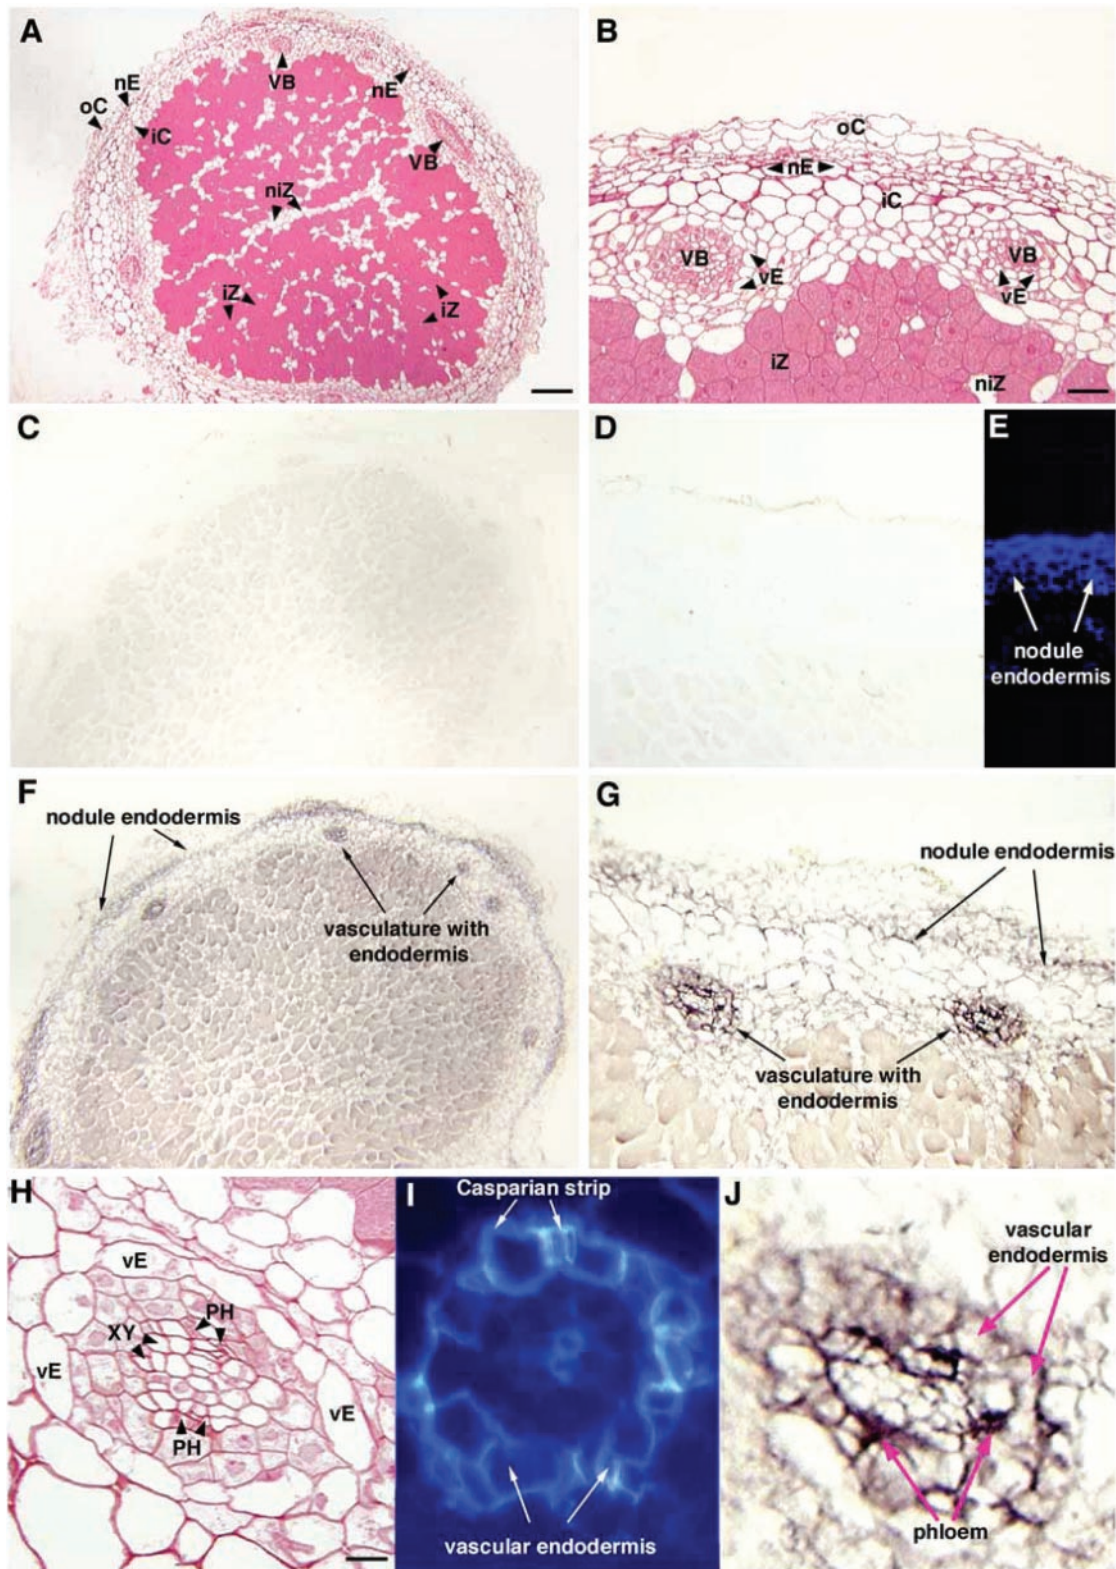 A
oC
nE
iC
VB
nE
VB
niZ
iZ
iZ
B
oC
nE
iC
VB
vE
VB
vE
iZ
niZ
C
D
E
nodule
endodermis
F
nodule endodermis
vasculature with
endodermis
G
nodule endodermis
vasculature with
endodermis
H
vE
PH
XY
vE
vE
PH
I
Casparian strip
vascular endodermis
J
vascular
endodermis
phloem